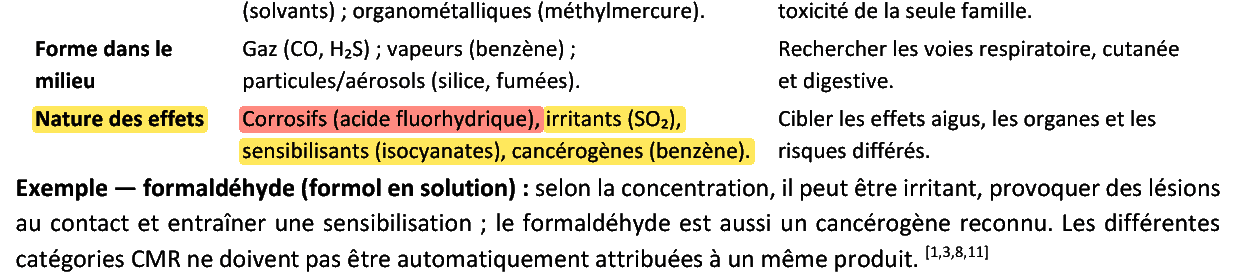 (solvants) ; organométalliques (méthylmercure). toxicité de la seule famille.
Forme dans le Gaz (CO, H₂S) ; vapeurs (benzène) ; Rechercher les voies respiratoire, cutanée
milieu particules/aérosols (silice, fumées). et digestive.
Nature des effets Corrosifs (acide fluorhydrique), irritants (SO₂), Cibler les effets aigus, les organes et les
sensibilisants (isocyanates), cancérogènes (benzène). risques différés.
Exemple — formaldéhyde (formol en solution) : selon la concentration, il peut être irritant, provoquer des lésions
au contact et entraîner une sensibilisation ; le formaldéhyde est aussi un cancérogène reconnu. Les différentes
catégories CMR ne doivent pas être automatiquement attribuées à un même produit. [1,3,8,11]